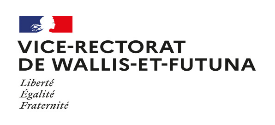 VICE-RECTORAT
DE WALLIS-ET-FUTUNA
Liberté
Égalité
Fraternité